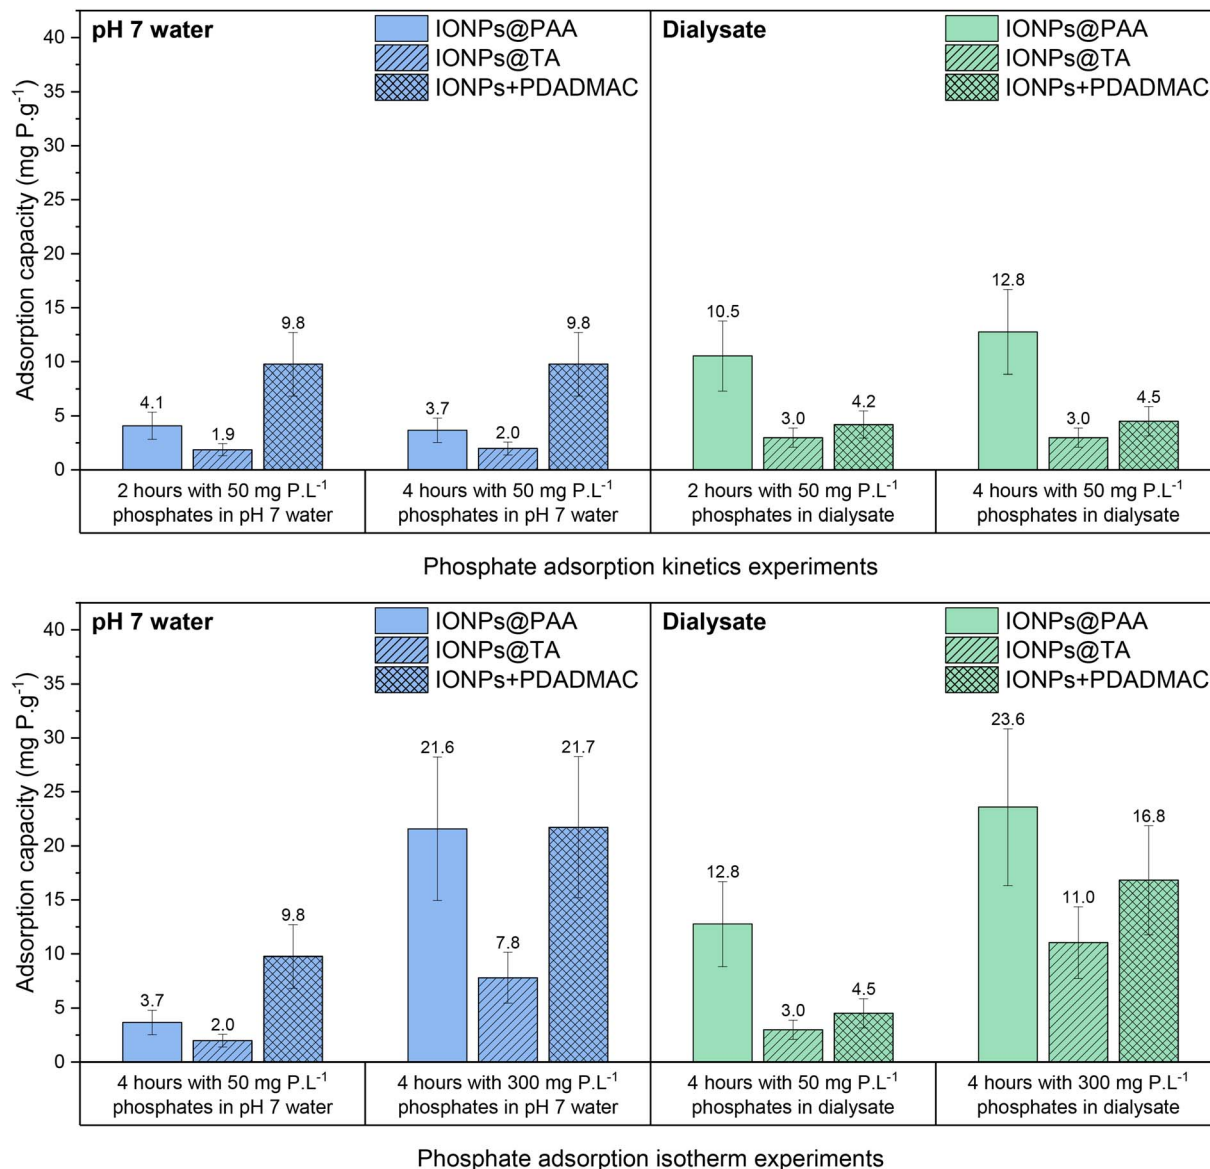 pH 7 water
IONPs@PAA
IONPs@TA
IONPs+PDADMAC
Dialysate
IONPs@PAA
IONPs@TA
IONPs+PDADMAC
Adsorption capacity (mg P.g⁻¹)
40
35
30
25
20
15
10
5
0
4.1
1.9
9.8
3.7
2.0
9.8
10.5
3.0
4.2
12.8
3.0
4.5
2 hours with 50 mg P.L⁻¹
phosphates in pH 7 water
4 hours with 50 mg P.L⁻¹
phosphates in pH 7 water
2 hours with 50 mg P.L⁻¹
phosphates in dialysate
4 hours with 50 mg P.L⁻¹
phosphates in dialysate
Phosphate adsorption kinetics experiments
pH 7 water
IONPs@PAA
IONPs@TA
IONPs+PDADMAC
Dialysate
IONPs@PAA
IONPs@TA
IONPs+PDADMAC
Adsorption capacity (mg P.g⁻¹)
40
35
30
25
20
15
10
5
0
3.7
2.0
9.8
21.6
7.8
21.7
12.8
3.0
4.5
23.6
11.0
16.8
4 hours with 50 mg P.L⁻¹
phosphates in pH 7 water
4 hours with 300 mg P.L⁻¹
phosphates in pH 7 water
4 hours with 50 mg P.L⁻¹
phosphates in dialysate
4 hours with 300 mg P.L⁻¹
phosphates in dialysate
Phosphate adsorption isotherm experiments